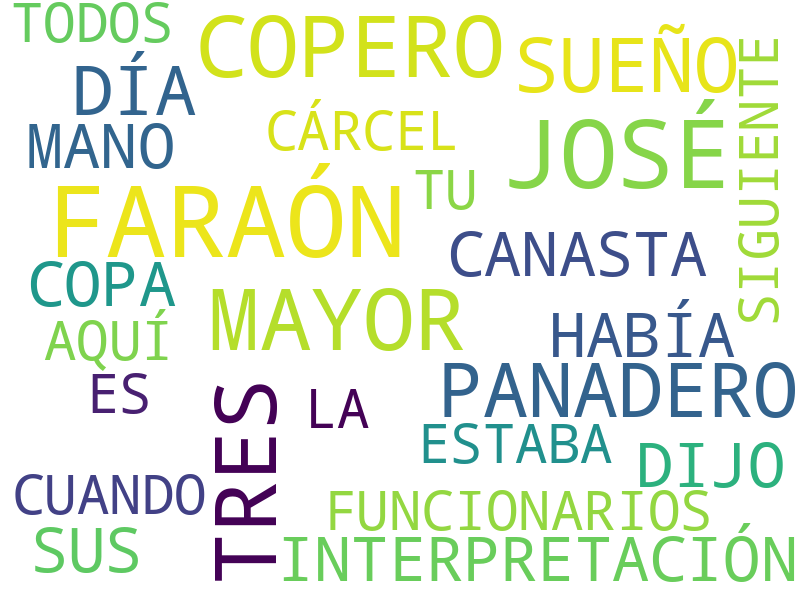 TODOS
COPERO
SUEÑO
DÍA
SIGUIENTE
MANO
CÁRCEL
JOSÉ
FARAÓN
TU
CANASTA
COPA
MAYOR
AQUÍ
HABÍA
ES
TRES
LA
PANADERO
ESTABA
DIJO
CUANDO
FUNCIONARIOS
SUS
INTERPRETACIÓN